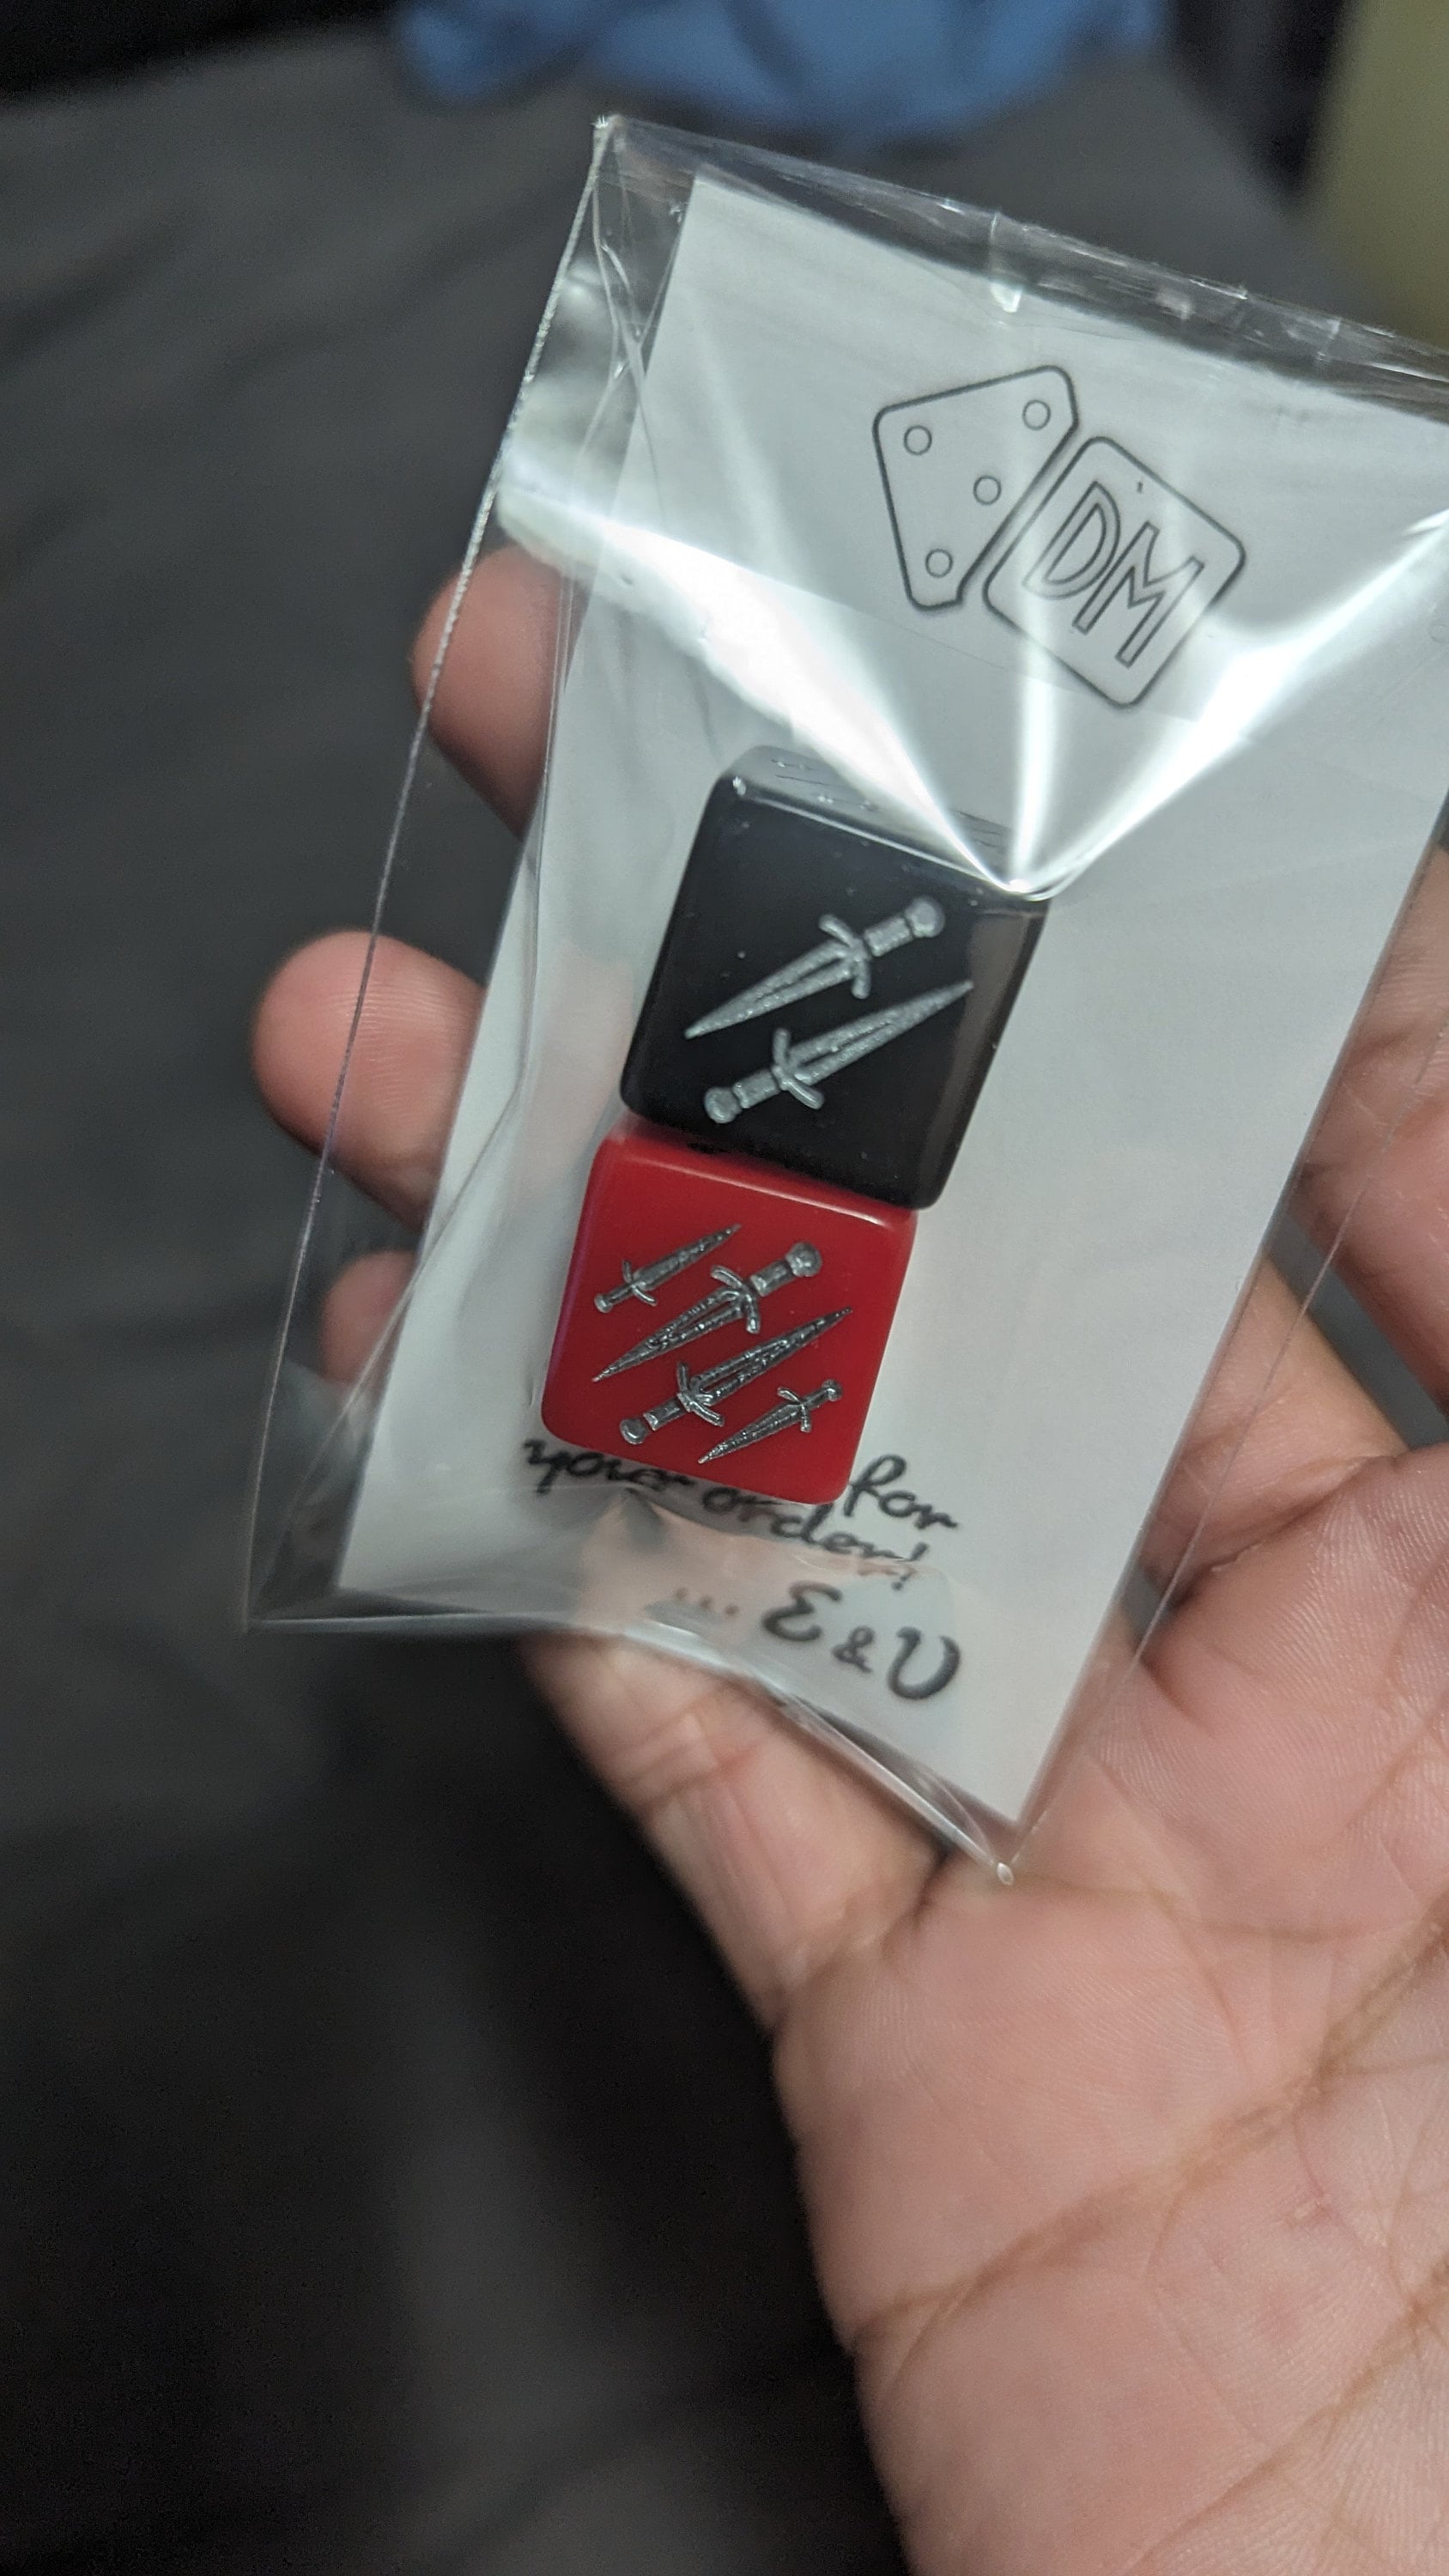 DM
your for
order!
... E & U